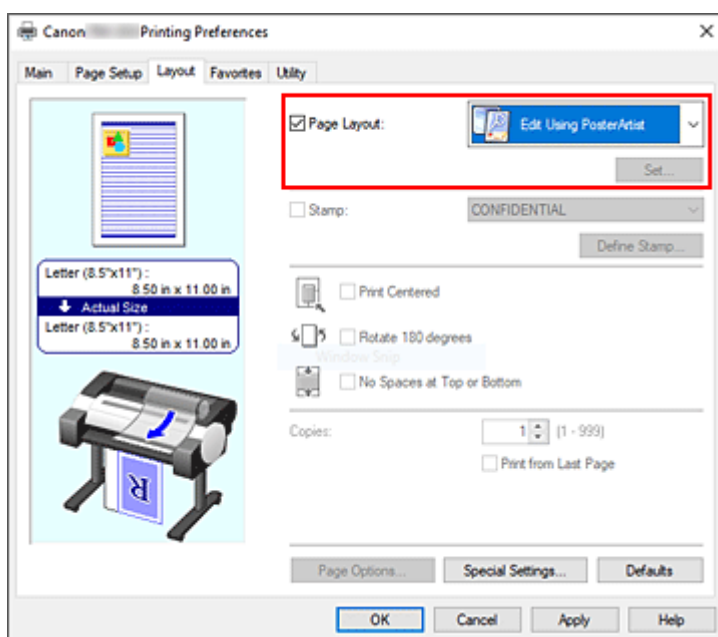 Canon Printing Preferences
Main Page Setup Layout Favorites Utility
Page Layout: Edit Using PosterArtist
Set...
Stamp: CONFIDENTIAL
Define Stamp...
Letter (8.5"x11") :
8.50 in x 11.00 in
Actual Size
Letter (8.5"x11") :
8.50 in x 11.00 in
Print Centered
Rotate 180 degrees
Window Snip
No Spaces at Top or Bottom
Copies: 1 (1 - 999)
Print from Last Page
R
Page Options... Special Settings... Defaults
OK Cancel Apply Help